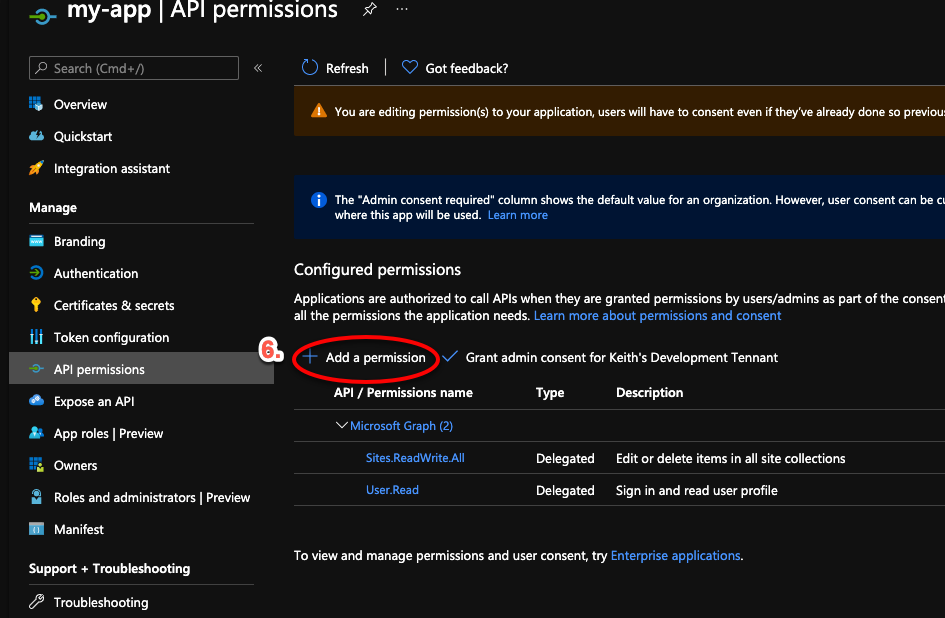 my-app | API permissions
Search (Cmd+/)
Overview
Quickstart
Integration assistant
Manage
Branding
Authentication
Certificates & secrets
Token configuration
API permissions
Expose an API
App roles | Preview
Owners
Roles and administrators | Preview
Manifest
Support + Troubleshooting
Troubleshooting
Refresh
Got feedback?
You are editing permission(s) to your application, users will have to consent even if they've already done so previous
The "Admin consent required" column shows the default value for an organization. However, user consent can be cu
where this app will be used. Learn more
Configured permissions
Applications are authorized to call APIs when they are granted permissions by users/admins as part of the consent
all the permissions the application needs. Learn more about permissions and consent
6.
Add a permission
Grant admin consent for Keith's Development Tennant
API / Permissions name Type Description
Microsoft Graph (2)
Sites.ReadWrite.All Delegated Edit or delete items in all site collections
User.Read Delegated Sign in and read user profile
To view and manage permissions and user consent, try Enterprise applications.